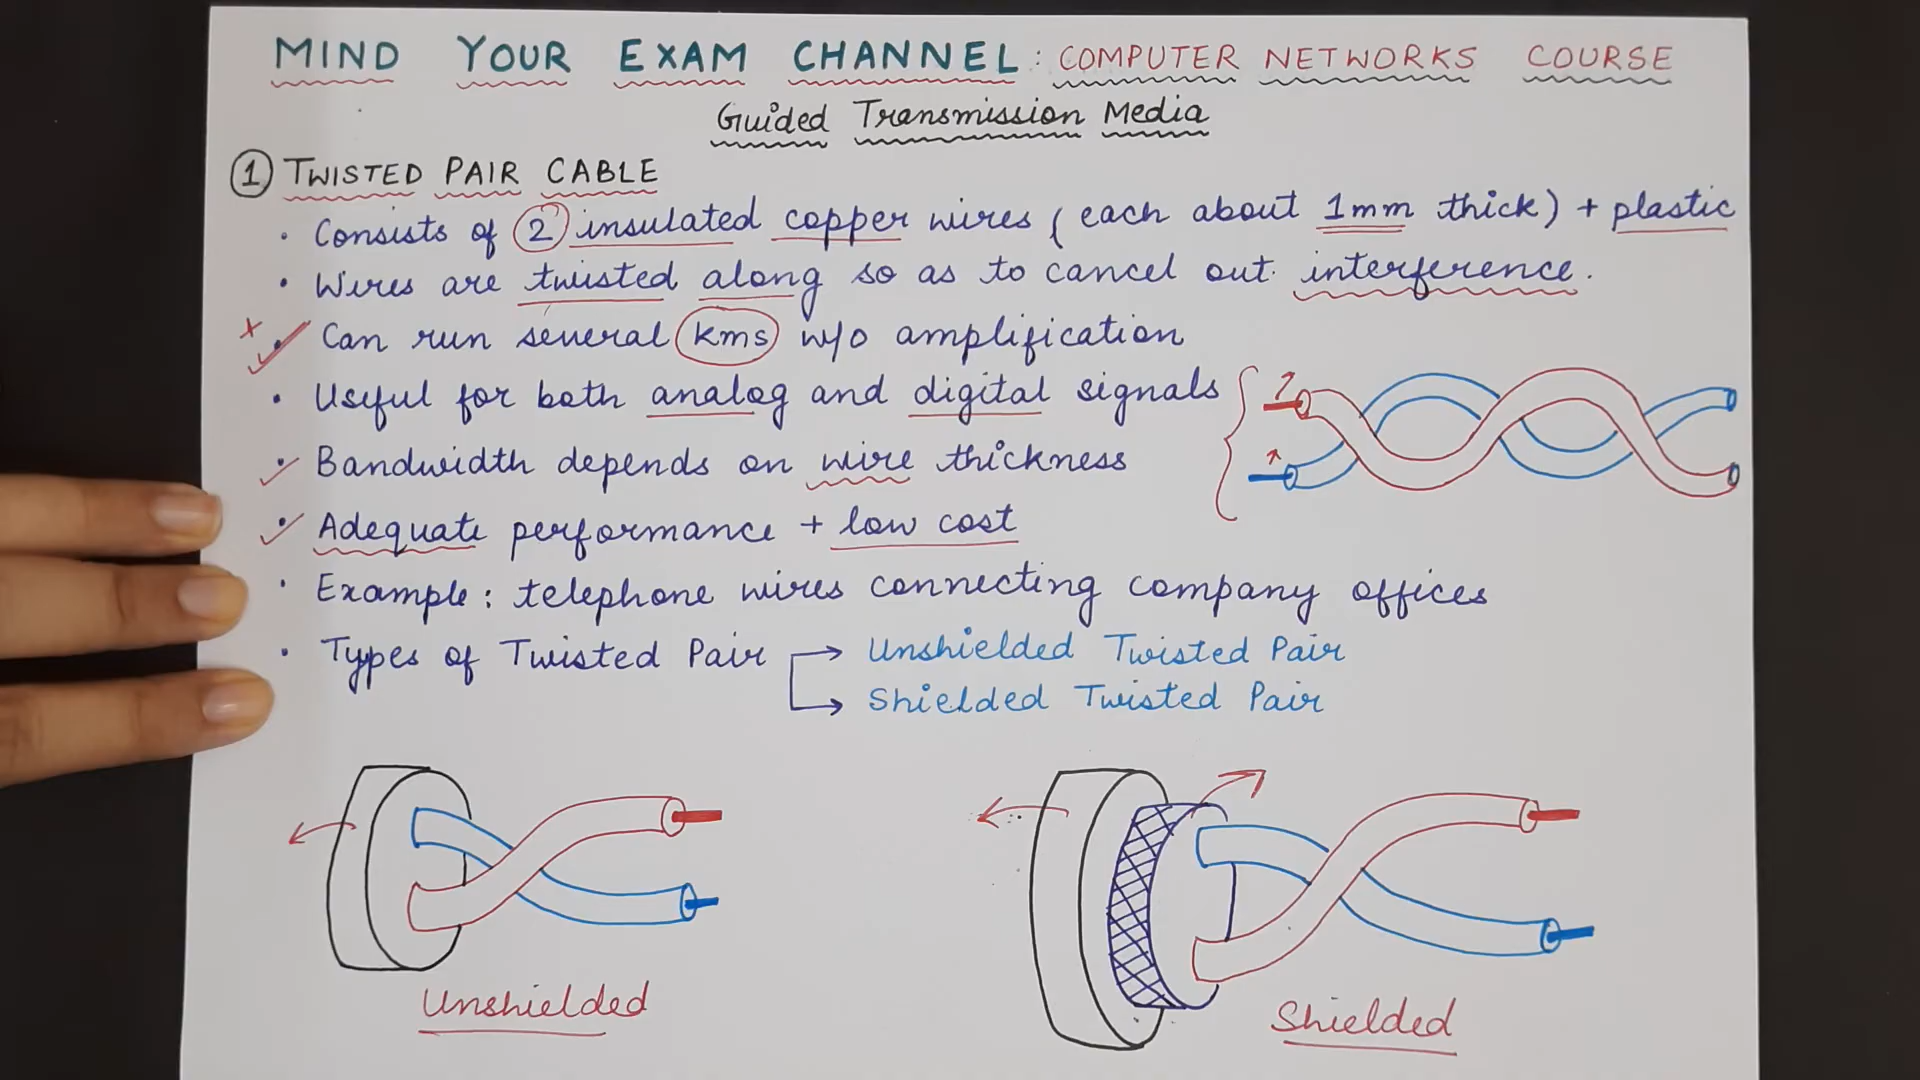 MIND YOUR EXAM CHANNEL: COMPUTER NETWORKS COURSE
Guided Transmission Media
1 TWISTED PAIR CABLE
• Consists of 2 insulated copper wires (each about 1mm thick) + plastic
• Wires are twisted along so as to cancel out interference.
• Can run several kms w/o amplification
• Useful for both analog and digital signals
• Bandwidth depends on wire thickness
• Adequate performance + low cost
• Example: telephone wires connecting company offices
• Types of Twisted Pair → Unshielded Twisted Pair
→ Shielded Twisted Pair
Unshielded
Shielded